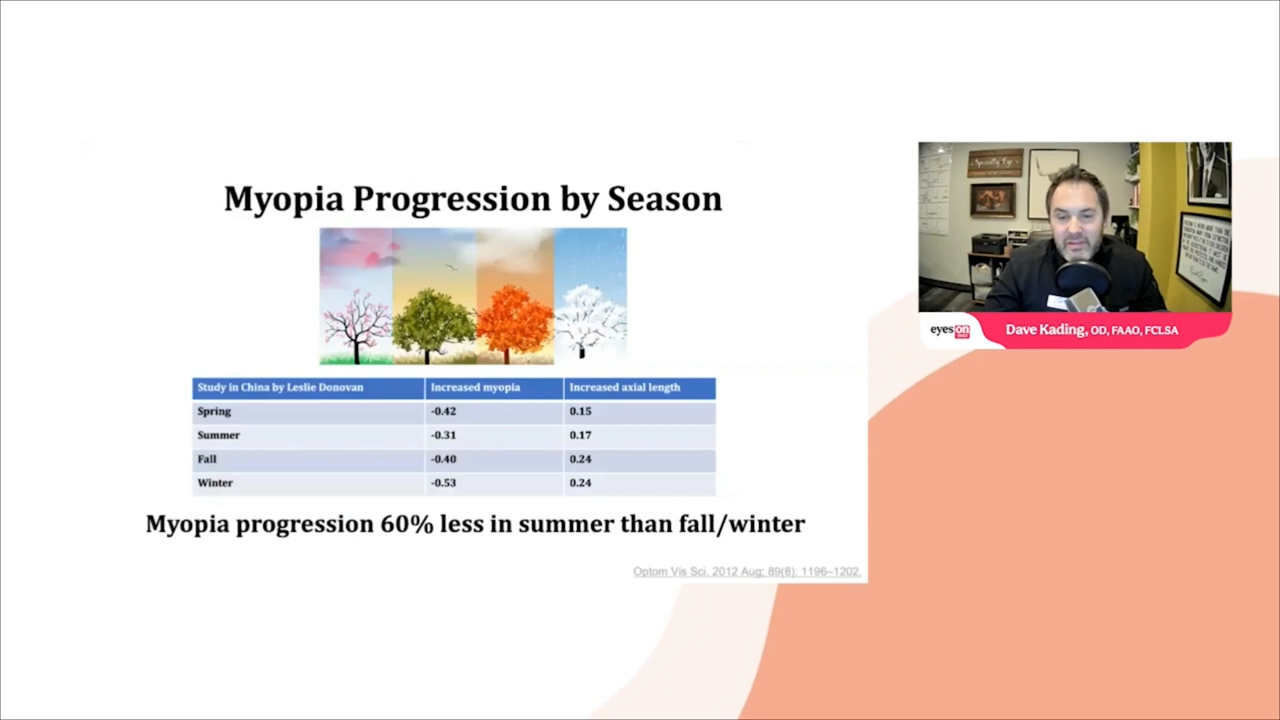 Myopia Progression by Season
Study in China by Leslie Donovan Increased myopia Increased axial length
Spring -0.42 0.15
Summer -0.31 0.17
Fall -0.40 0.24
Winter -0.53 0.24
Myopia progression 60% less in summer than fall/winter
Optom Vis Sci. 2012 Aug; 89(8): 1196–1202.
Specialty Eye
eyes on
Dave Kading, OD, FAAO, FCLSA